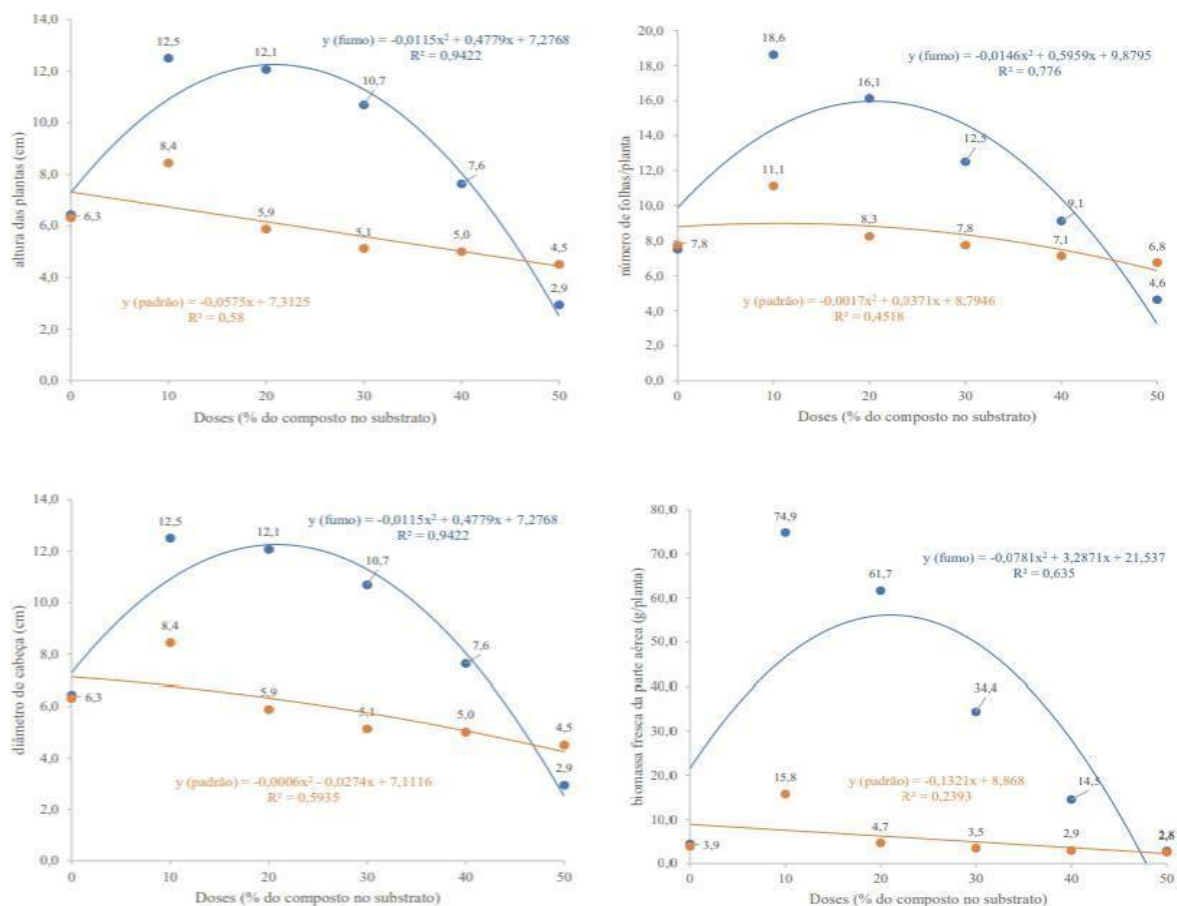 14,0
12,0
10,0
8,0
6,0
4,0
2,0
0,0
altura das plantas (cm)
12,5
12,1
10,7
7,6
2,9
8,4
6,3
5,9
5,1
5,0
4,5
y (fumo) = -0,0115x² + 0,4779x + 7,2768
R² = 0,9422
y (padrão) = -0,0575x + 7,3125
R² = 0,58
0 10 20 30 40 50
Doses (% do composto no substrato)
20,0
18,0
16,0
14,0
12,0
10,0
8,0
6,0
4,0
2,0
0,0
número de folhas/planta
18,6
16,1
12,5
9,1
4,6
11,1
7,8
8,3
7,8
7,1
6,8
y (fumo) = -0,0146x² + 0,5959x + 9,8795
R² = 0,776
y (padrão) = -0,0017x² + 0,0371x + 8,7946
R² = 0,4518
0 10 20 30 40 50
Doses (% do composto no substrato)
14,0
12,0
10,0
8,0
6,0
4,0
2,0
0,0
diâmetro de cabeça (cm)
12,5
12,1
10,7
7,6
2,9
8,4
6,3
5,9
5,1
5,0
4,5
y (fumo) = -0,0115x² + 0,4779x + 7,2768
R² = 0,9422
y (padrão) = -0,0006x² - 0,0274x + 7,1116
R² = 0,5935
0 10 20 30 40 50
Doses (% do composto no substrato)
80,0
70,0
60,0
50,0
40,0
30,0
20,0
10,0
0,0
biomassa fresca da parte aérea (g/planta)
74,9
61,7
34,4
14,5
15,8
3,9
4,7
3,5
2,9
y (fumo) = -0,0781x² + 3,2871x + 21,537
R² = 0,635
y (padrão) = -0,1321x + 8,868
R² = 0,2393
0 10 20 30 40 50
Doses (% do composto no substrato)